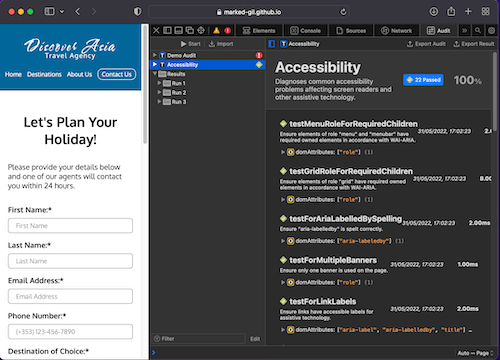 marked-gil.github.io
Discover Asia
Travel Agency
Home Destinations About Us Contact Us
Let's Plan Your
Holiday!
Please provide your details below
and one of our agents will contact
you within 24 hours.
First Name:*
First Name
Last Name:*
Last Name
Email Address:*
Email Address
Phone Number:*
(+353) 123-456-7890
Destination of Choice:*
Elements Console Sources Network Audit
Start Import Accessibility Export Audit Export Result
Demo Audit
Accessibility
Results
Run 1
Run 2
Run 3
Filter Edit
Accessibility
Diagnoses common accessibility
problems affecting screen readers and
other assistive technology.
22 Passed 100%
testMenuRoleForRequiredChildren
Ensure elements of role "menu" and "menubar" have
required owned elements in accordance with WAI-ARIA.
31/05/2022, 17:02:23 2.0
domAttributes: ["role"] (1)
testGridRoleForRequiredChildren
Ensure elements of role "grid" have required owned
elements in accordance with WAI-ARIA.
31/05/2022, 17:02:23 8.0
domAttributes: ["role"] (1)
testForAriaLabelledBySpelling
Ensure "aria-labelledby" is spelt correctly.
31/05/2022, 17:02:23 2.00ms
domAttributes: ["aria-labeledby"] (1)
testForMultipleBanners
Ensure only one banner is used on the page.
31/05/2022, 17:02:23 1.00ms
testForLinkLabels
Ensure links have accessible labels for
assistive technology.
31/05/2022, 17:02:23 2.00ms
domAttributes: ["aria-label", "aria-labelledby", "title"] …
Auto — Page